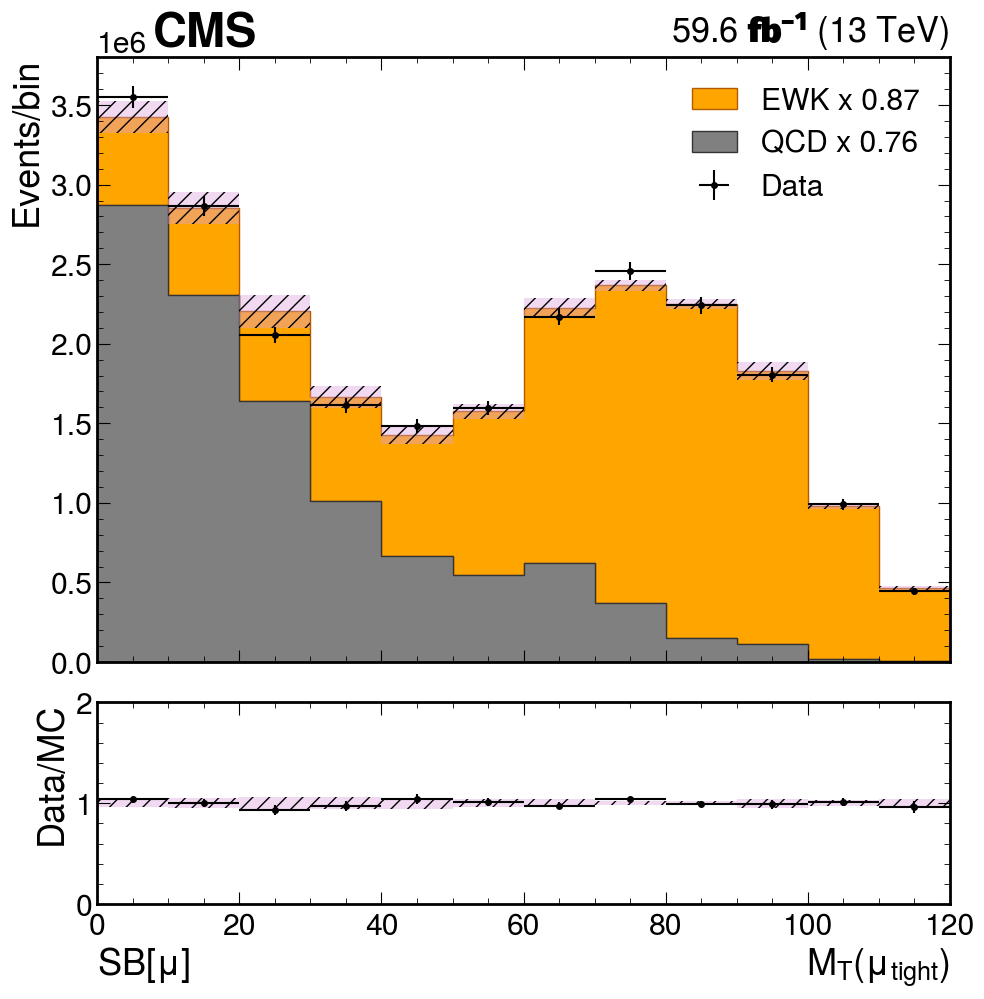 1e6 CMS 59.6 fb⁻¹ (13 TeV)
Events/bin
3.5
3.0
2.5
2.0
1.5
1.0
0.5
0.0
EWK x 0.87
QCD x 0.76
Data
Data/MC
2
1
0
0 20 40 60 80 100 120
SB[μ] M_T(μ_tight)